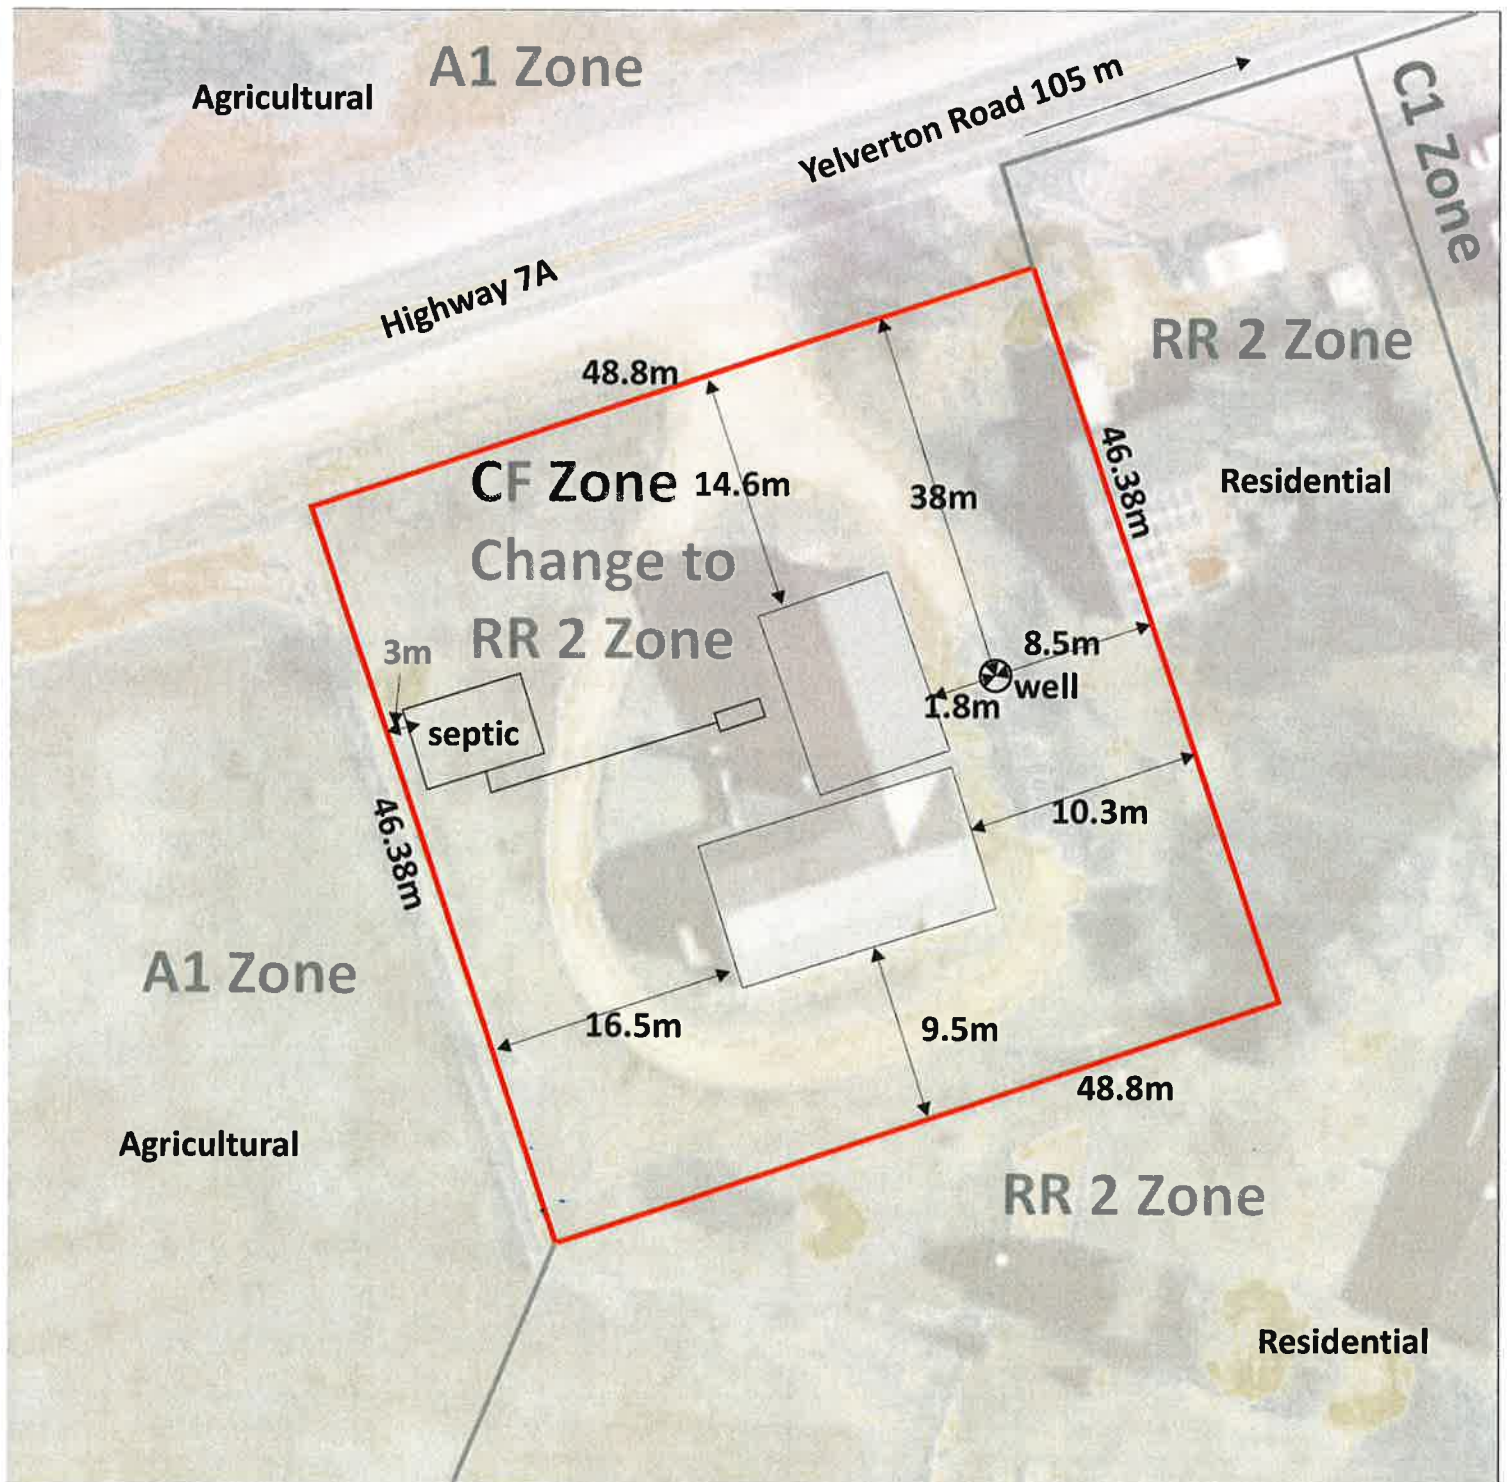 A1 Zone
Agricultural
Yelverton Road 105 m
C1 Zone
Highway 7A
RR 2 Zone
48.8m
46.38m
CF Zone
14.6m
38m
Residential
Change to
RR 2 Zone
3m
8.5m
well
1.8m
septic
10.3m
46.38m
A1 Zone
16.5m
9.5m
48.8m
Agricultural
RR 2 Zone
Residential